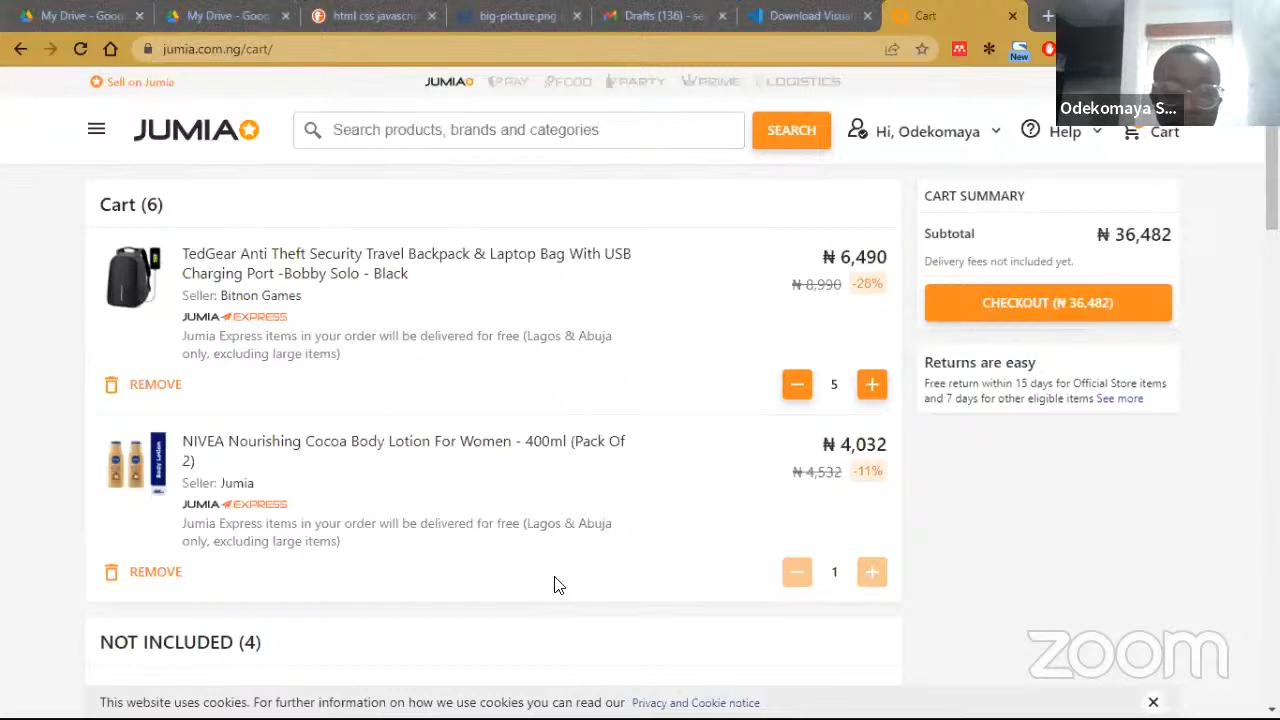 My Drive - Goog
My Drive - Goog
html css javascri
big-picture.png
Drafts (136) - se
Download Visua
Cart
jumia.com.ng/cart/
New
Odekomaya S...
Sell on Jumia
JUMIA
PAY
FOOD
PARTY
PRIME
LOGISTICS
JUMIA
Search products, brands and categories
SEARCH
Hi, Odekomaya
Help
Cart
Cart (6)
TedGear Anti Theft Security Travel Backpack & Laptop Bag With USB
Charging Port -Bobby Solo - Black
₦ 6,490
₦ 8,990 -28%
Seller: Bitnon Games
JUMIA EXPRESS
Jumia Express items in your order will be delivered for free (Lagos & Abuja
only, excluding large items)
REMOVE
− 5 +
NIVEA Nourishing Cocoa Body Lotion For Women - 400ml (Pack Of
2)
₦ 4,032
₦ 4,532 -11%
Seller: Jumia
JUMIA EXPRESS
Body Lotion
Jumia Express items in your order will be delivered for free (Lagos & Abuja
only, excluding large items)
REMOVE
− 1 +
NOT INCLUDED (4)
CART SUMMARY
Subtotal ₦ 36,482
Delivery fees not included yet.
CHECKOUT (₦ 36,482)
Returns are easy
Free return within 15 days for Official Store items
and 7 days for other eligible items See more
This website uses cookies. For further information on how we use cookies you can read our Privacy and Cookie notice
zoom